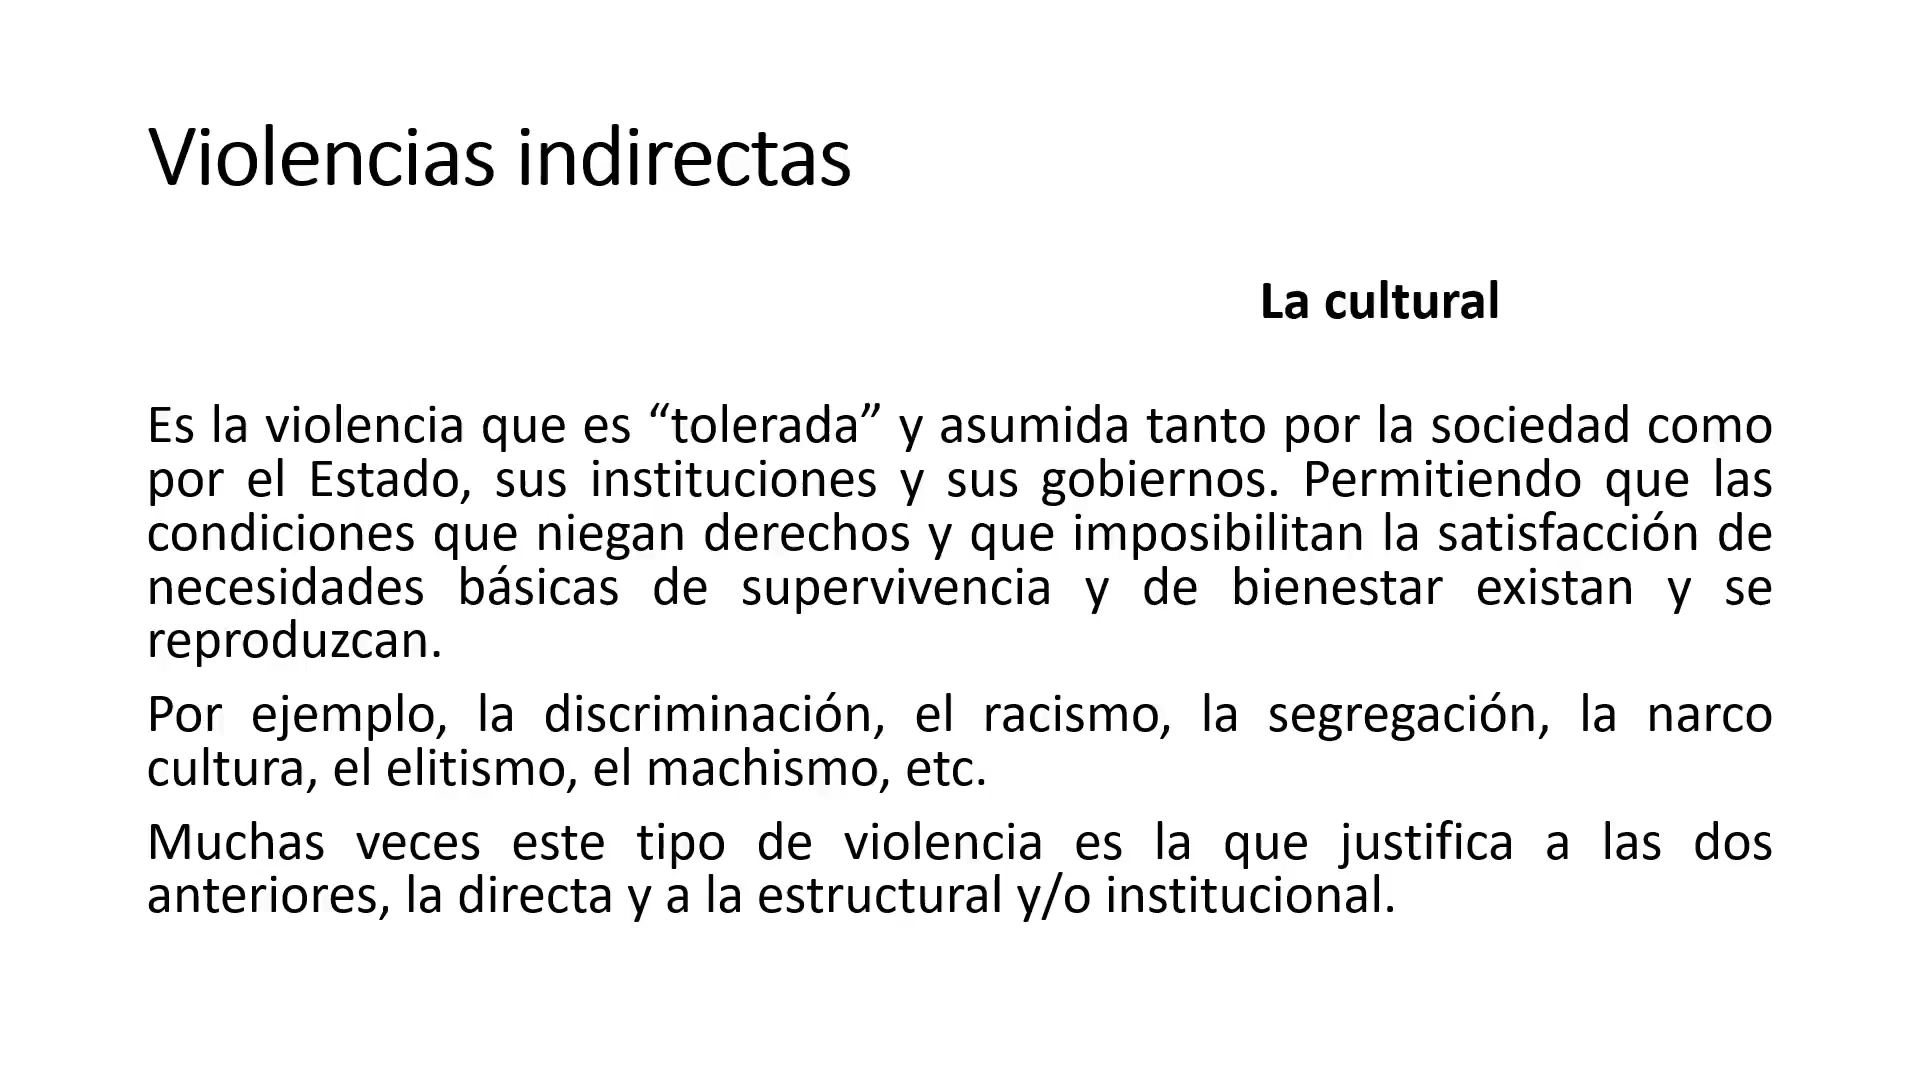 Violencias indirectas
La cultural
Es la violencia que es “tolerada” y asumida tanto por la sociedad como
por el Estado, sus instituciones y sus gobiernos. Permitiendo que las
condiciones que niegan derechos y que imposibilitan la satisfacción de
necesidades básicas de supervivencia y de bienestar existan y se
reproduzcan.
Por ejemplo, la discriminación, el racismo, la segregación, la narco
cultura, el elitismo, el machismo, etc.
Muchas veces este tipo de violencia es la que justifica a las dos
anteriores, la directa y a la estructural y/o institucional.